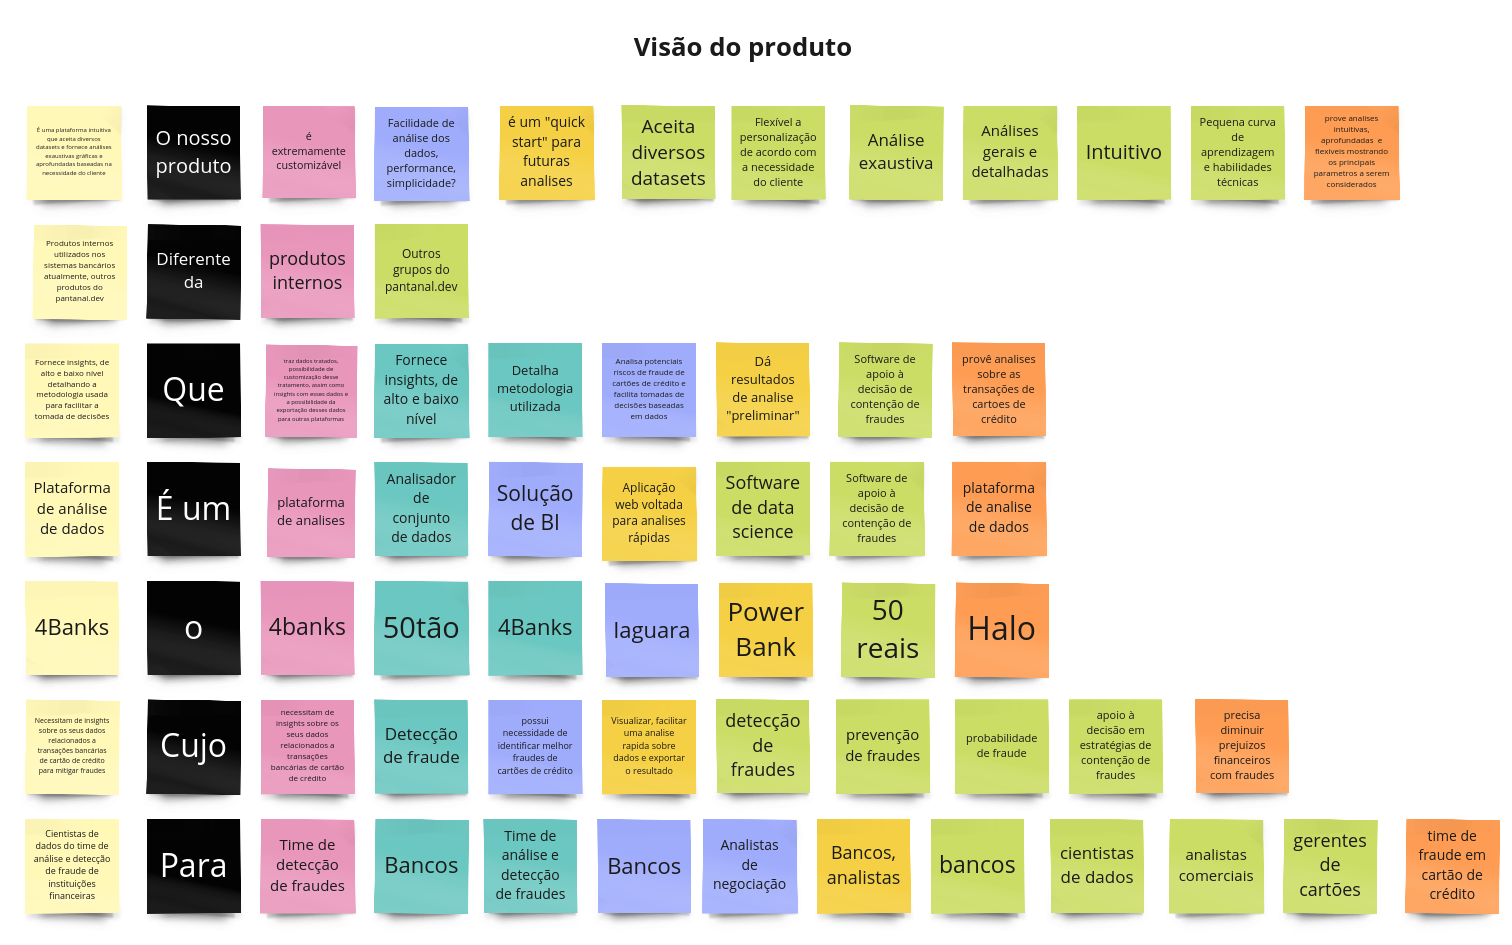 Visão do produto
É uma plataforma intuitiva
que aceita diversos
datasets e fornece análises
exaustivas gráficas e
aprofundadas baseadas na
necessidade do cliente
O nosso
produto
é
extremamente
customizável
Facilidade de
análise dos
dados,
performance,
simplicidade?
é um "quick
start" para
futuras
analises
Aceita
diversos
datasets
Flexível a
personalização
de acordo com
a necessidade
do cliente
Análise
exaustiva
Análises
gerais e
detalhadas
Intuitivo
Pequena curva
de
aprendizagem
e habilidades
técnicas
prove analises
intuitivas,
aprofundadas e
flexiveis mostrando
os principais
parametros a serem
considerados
Produtos internos
utilizados nos
sistemas bancários
atualmente, outros
produtos do
pantanal.dev
Diferente
da
produtos
internos
Outros
grupos do
pantanal.dev
Fornece insights, de
alto e baixo nível
detalhando a
metodologia usada
para facilitar a
tomada de decisões
Que
traz dados tratados,
possibilidade de
customização desse
tratamento, assim como
insights com esses dados e
a possibilidade da
exportação desses dados
para outras plataformas
Fornece
insights, de
alto e baixo
nível
Detalha
metodologia
utilizada
Analisa potenciais
riscos de fraude de
cartões de crédito e
facilita tomadas de
decisões baseadas
em dados
Dá
resultados
de analise
"preliminar"
Software de
apoio à
decisão de
contenção de
fraudes
provê analises
sobre as
transações de
cartoes de
crédito
Plataforma
de análise
de dados
É um
plataforma
de analises
Analisador
de
conjunto
de dados
Solução
de BI
Aplicação
web voltada
para analises
rápidas
Software
de data
science
Software de
apoio à
decisão de
contenção de
fraudes
plataforma
de analise
de dados
4Banks
o
4banks
50tão
4Banks
Iaguara
Power
Bank
50
reais
Halo
Necessitam de insights
sobre os seus dados
relacionados a
transações bancárias
de cartão de crédito
para mitigar fraudes
Cujo
necessitam de
insights sobre os
seus dados
relacionados a
transações
bancárias de cartão
de crédito
Detecção
de fraude
possui
necessidade de
identificar melhor
fraudes de
cartões de crédito
Visualizar, facilitar
uma analise
rapida sobre
dados e exportar
o resultado
detecção
de
fraudes
prevenção
de fraudes
probabilidade
de fraude
apoio à
decisão em
estratégias de
contenção de
fraudes
precisa
diminuir
prejuizos
financeiros
com fraudes
Cientistas de
dados do time de
análise e detecção
de fraude de
instituições
financeiras
Para
Time de
detecção
de fraudes
Bancos
Time de
análise e
detecção
de fraudes
Bancos
Analistas
de
negociação
Bancos,
analistas
bancos
cientistas
de dados
analistas
comerciais
gerentes
de
cartões
time de
fraude em
cartão de
crédito